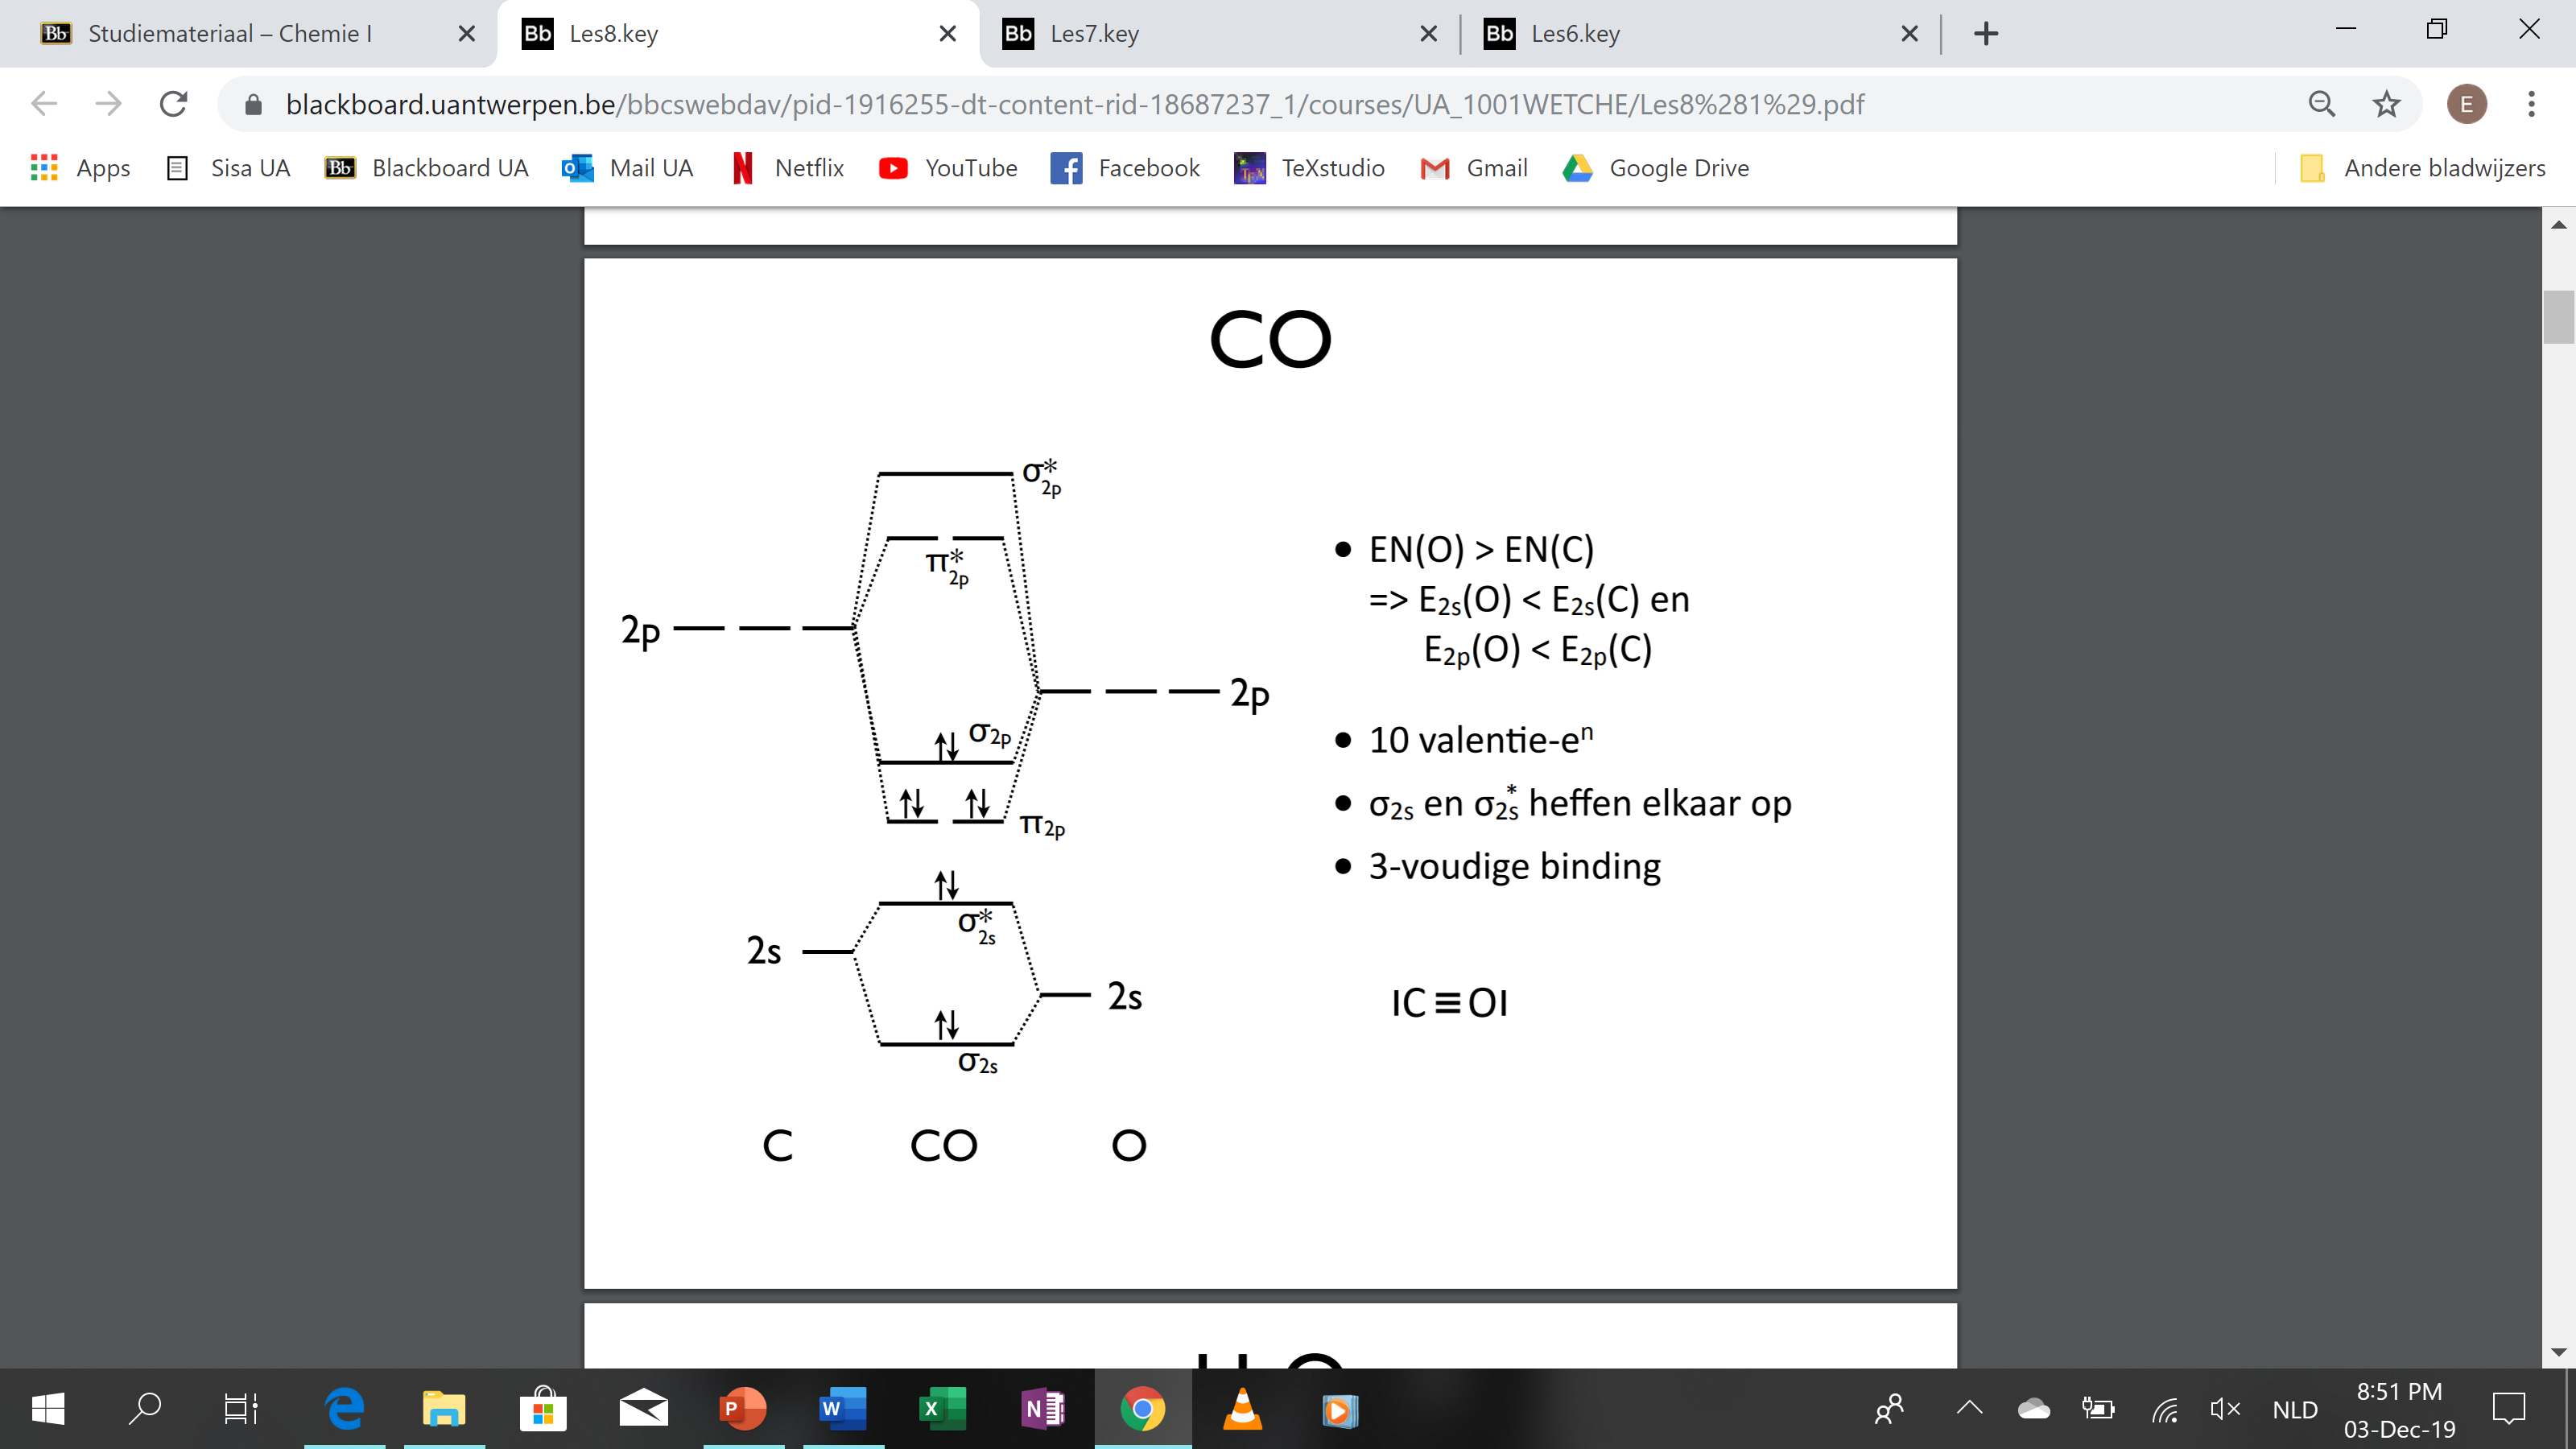 Studiemateriaal – Chemie I
Les8.key
Les7.key
Les6.key
blackboard.uantwerpen.be/bbcswebdav/pid-1916255-dt-content-rid-18687237_1/courses/UA_1001WETCHE/Les8%281%29.pdf
E
Apps
Sisa UA
Blackboard UA
Mail UA
Netflix
YouTube
Facebook
TeXstudio
Gmail
Google Drive
Andere bladwijzers
CO
σ*2p
π*2p
2p
2p
σ2p
π2p
σ*2s
2s
2s
σ2s
C CO O
• EN(O) > EN(C)
=> E2s(O) < E2s(C) en
E2p(O) < E2p(C)
• 10 valentie-eⁿ
• σ2s en σ2s* heffen elkaar op
• 3-voudige binding
IC≡OI
NLD
8:51 PM
03-Dec-19